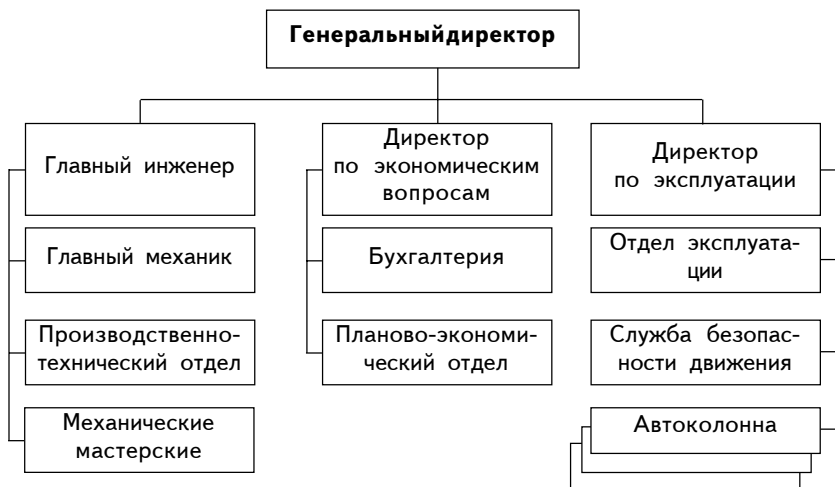 Генеральныйдиректор
Главный инженер
Директор
по экономическим
вопросам
Директор
по эксплуатации
Главный механик
Бухгалтерия
Отдел эксплуата-
ции
Производственно-
технический отдел
Планово-экономи-
ческий отдел
Служба безопас-
ности движения
Механические
мастерские
Автоколонна